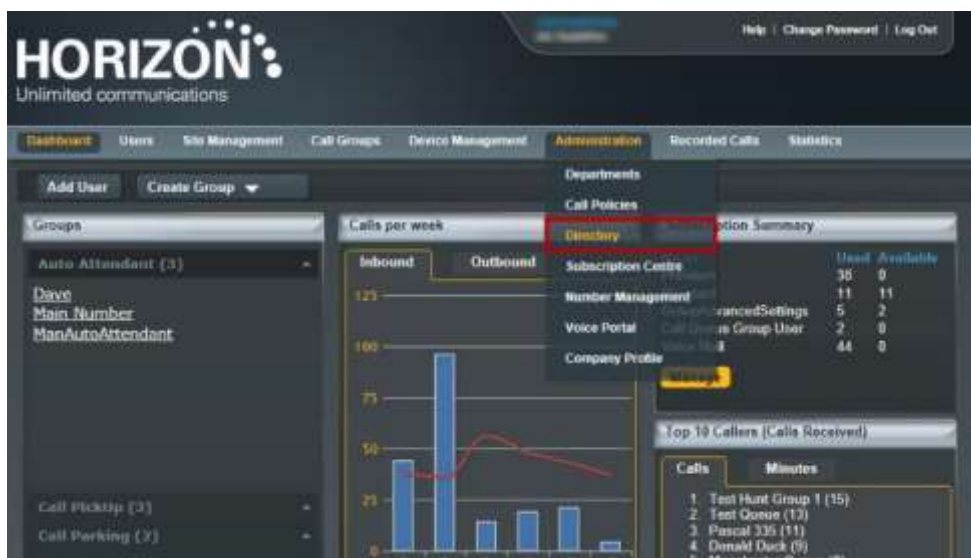 Help | Change Password | Log Out
HORIZON
Unlimited communications
Dashboard Users Site Management Call Groups Device Management Administration Recorded Calls Statistics
Add User Create Group
Departments
Call Policies
Directory
Subscription Centre
Number Management
Voice Portal
Company Profile
Groups
Auto Attendant (3)
Dave
Main Number
ManAutoAttendant
Call PickUp (3)
Call Parking (7)
Calls per week
Inbound Outbound
125
100
75
50
25
0
Summary
Used Available
38 0
11 11
5 2
Group User 2 0
44 0
Top 10 Callers (Calls Received)
Calls Minutes
1. Test Hunt Group 1 (15)
2. Test Queue (13)
3. Pascal 335 (11)
4. Donald Duck (9)